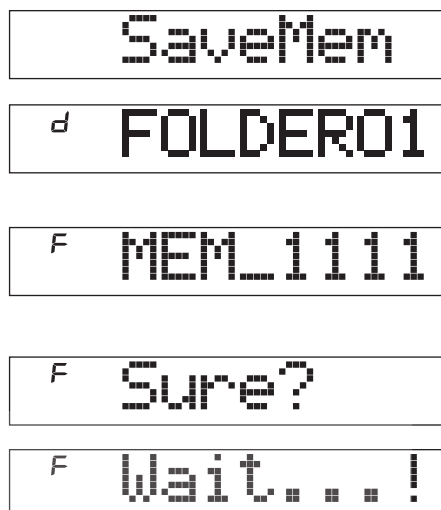 SaveMem
d FOLDER01
F MEM_1111
F Sure?
F Wait...!